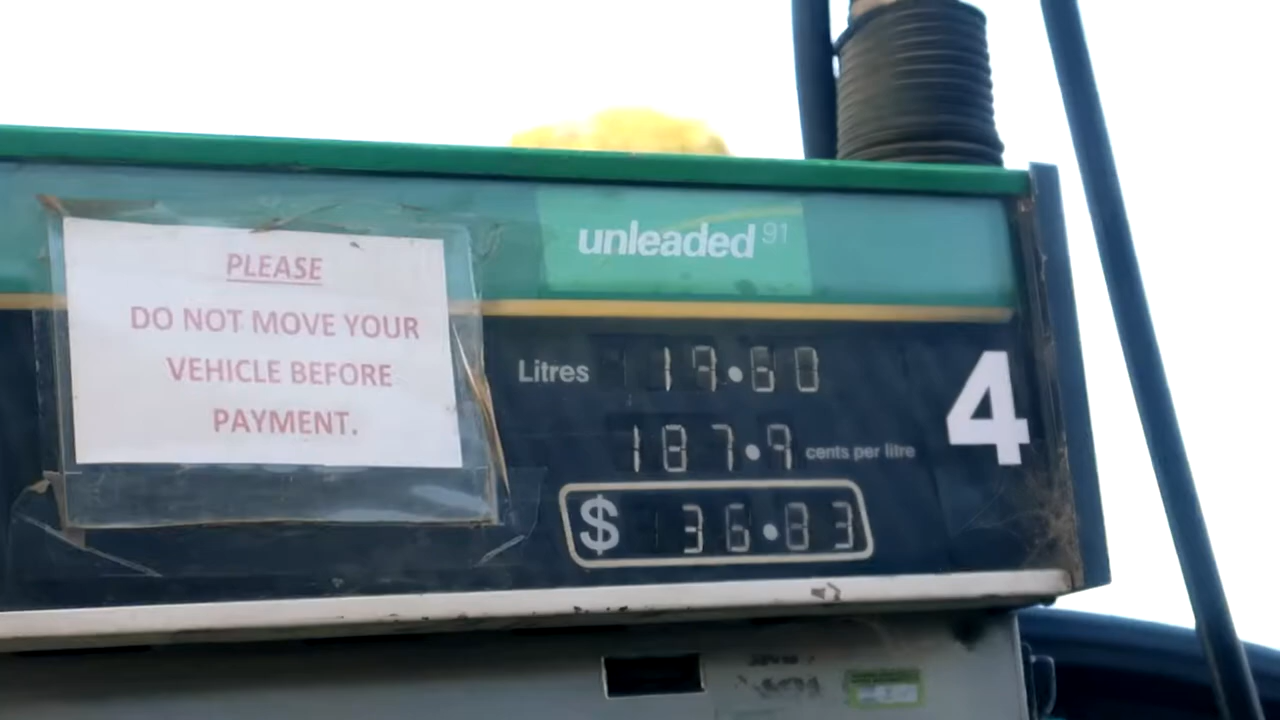 unleaded 91
PLEASE
DO NOT MOVE YOUR
VEHICLE BEFORE
PAYMENT.
Litres 19.60
187.9 cents per litre
$ 36.83
4